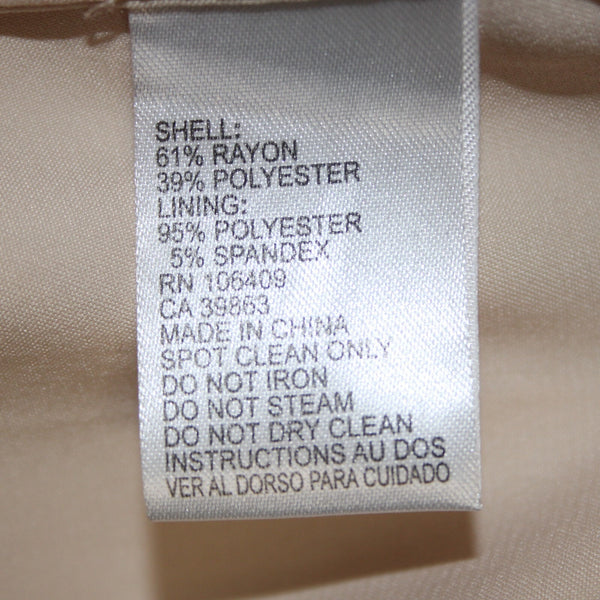 SHELL:
61% RAYON
39% POLYESTER
LINING:
95% POLYESTER
5% SPANDEX
RN 106409
CA 39863
MADE IN CHINA
SPOT CLEAN ONLY
DO NOT IRON
DO NOT STEAM
DO NOT DRY CLEAN
INSTRUCTIONS AU DOS
VER AL DORSO PARA CUIDADO